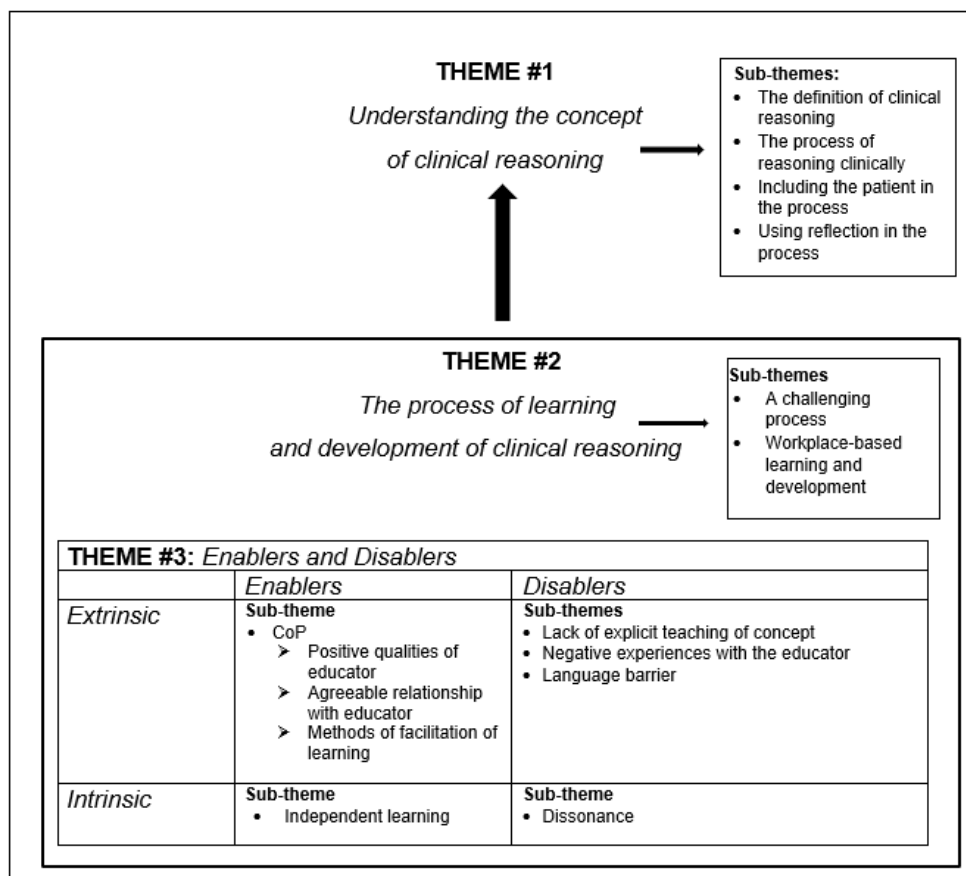 THEME #1
Understanding the concept
of clinical reasoning
Sub-themes:
• The definition of clinical
reasoning
• The process of
reasoning clinically
• Including the patient in
the process
• Using reflection in the
process
THEME #2
The process of learning
and development of clinical reasoning
Sub-themes
• A challenging
process
• Workplace-based
learning and
development
THEME #3: Enablers and Disablers
Enablers
Disablers
Extrinsic
Sub-theme
• CoP
➢ Positive qualities of
educator
➢ Agreeable relationship
with educator
➢ Methods of facilitation of
learning
Sub-themes
• Lack of explicit teaching of concept
• Negative experiences with the educator
• Language barrier
Intrinsic
Sub-theme
• Independent learning
Sub-theme
• Dissonance